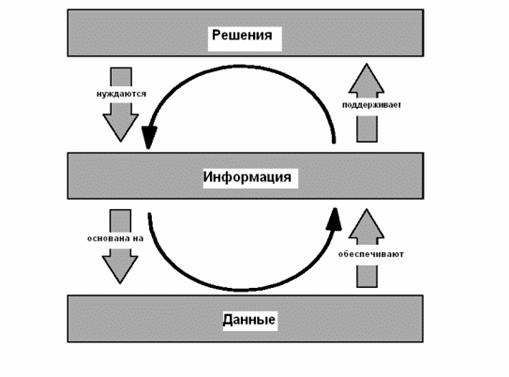 Решения
нуждаются
поддерживает
Информация
основана на
обеспечивают
Данные